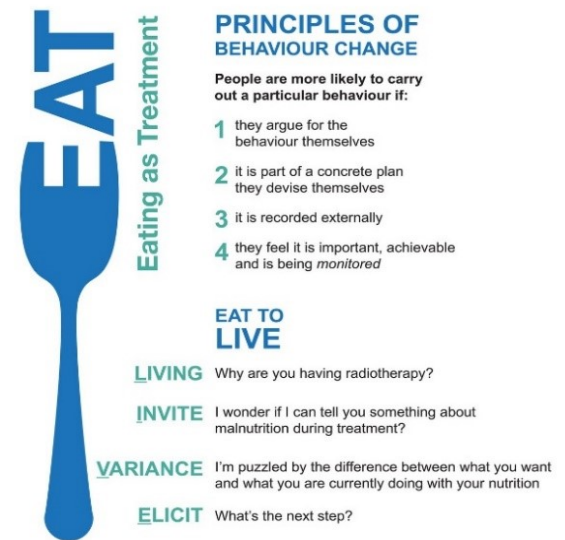 EAT
Eating as Treatment
PRINCIPLES OF
BEHAVIOUR CHANGE
People are more likely to carry
out a particular behaviour if:
1 they argue for the
behaviour themselves
2 it is part of a concrete plan
they devise themselves
3 it is recorded externally
4 they feel it is important, achievable
and is being monitored
EAT TO
LIVE
LIVING Why are you having radiotherapy?
INVITE I wonder if I can tell you something about
malnutrition during treatment?
VARIANCE I'm puzzled by the difference between what you want
and what you are currently doing with your nutrition
ELICIT What's the next step?